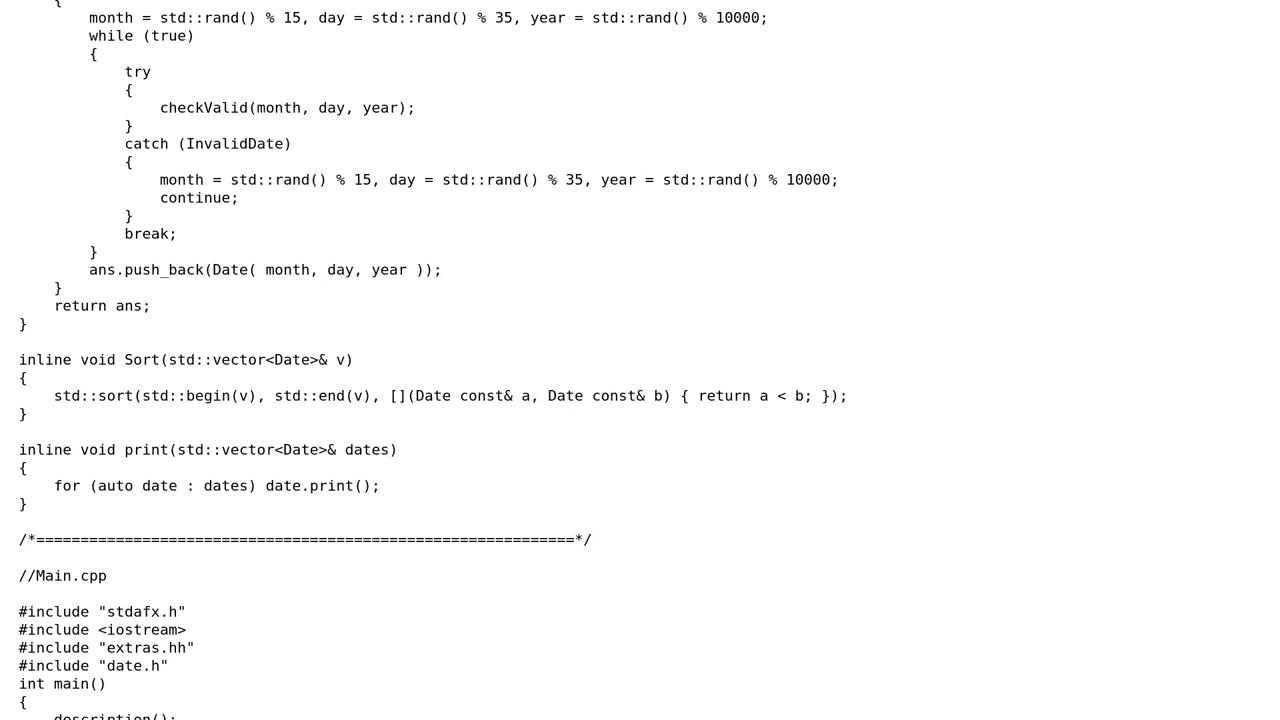 {
month = std::rand() % 15, day = std::rand() % 35, year = std::rand() % 10000;
while (true)
{
try
{
checkValid(month, day, year);
}
catch (InvalidDate)
{
month = std::rand() % 15, day = std::rand() % 35, year = std::rand() % 10000;
continue;
}
break;
}
ans.push_back(Date( month, day, year ));
}
return ans;
}
inline void Sort(std::vector<Date>& v)
{
std::sort(std::begin(v), std::end(v), [](Date const& a, Date const& b) { return a < b; });
}
inline void print(std::vector<Date>& dates)
{
for (auto date : dates) date.print();
}
/*=============================================================*/
//Main.cpp
#include "stdafx.h"
#include <iostream>
#include "extras.hh"
#include "date.h"
int main()
{
description();